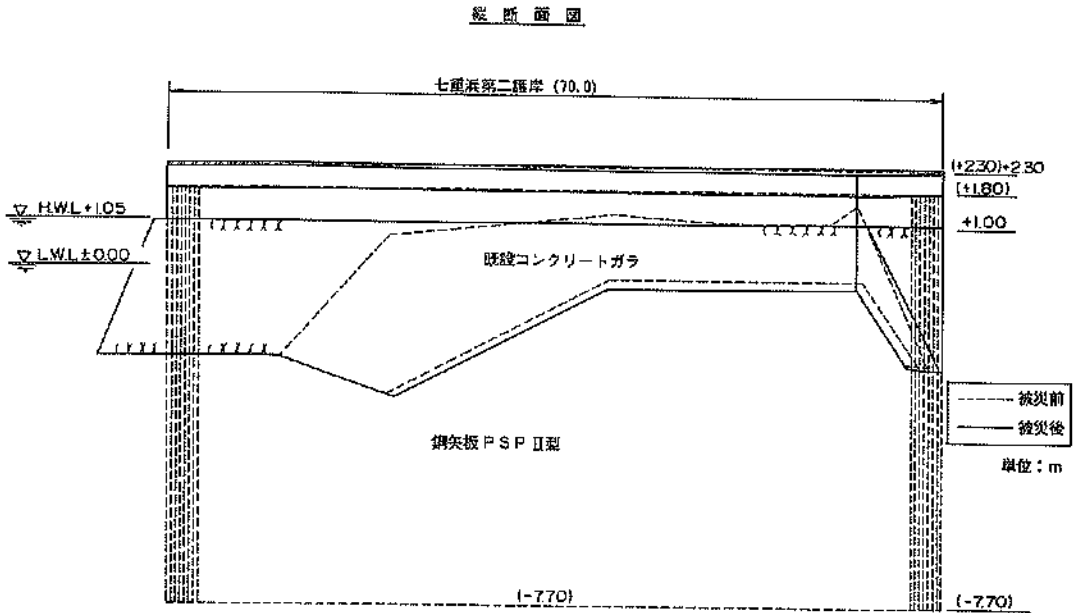 縦断面図
七重浜第二護岸 (70.0)
(+2.30)+2.30
(+1.80)
H.W.L +1.05
+1.00
L.W.L ±0.00
既設コンクリートガラ
被災前
被災後
鋼矢板PSPⅡ型
単位：m
(-7.70)
(-7.70)